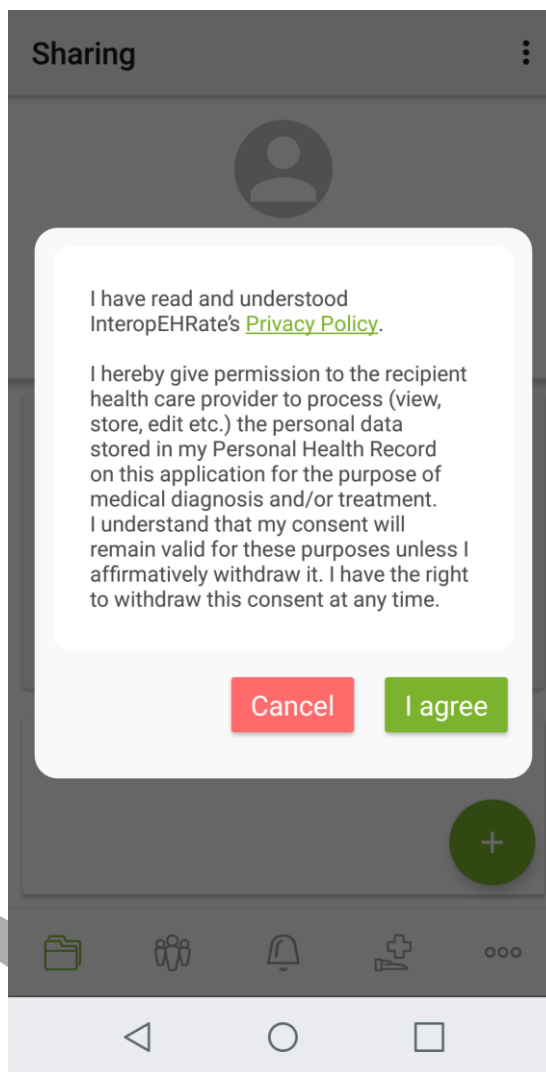 Sharing
I have read and understood
InteropEHRate's Privacy Policy.
I hereby give permission to the recipient
health care provider to process (view,
store, edit etc.) the personal data
stored in my Personal Health Record
on this application for the purpose of
medical diagnosis and/or treatment.
I understand that my consent will
remain valid for these purposes unless I
affirmatively withdraw it. I have the right
to withdraw this consent at any time.
Cancel
I agree